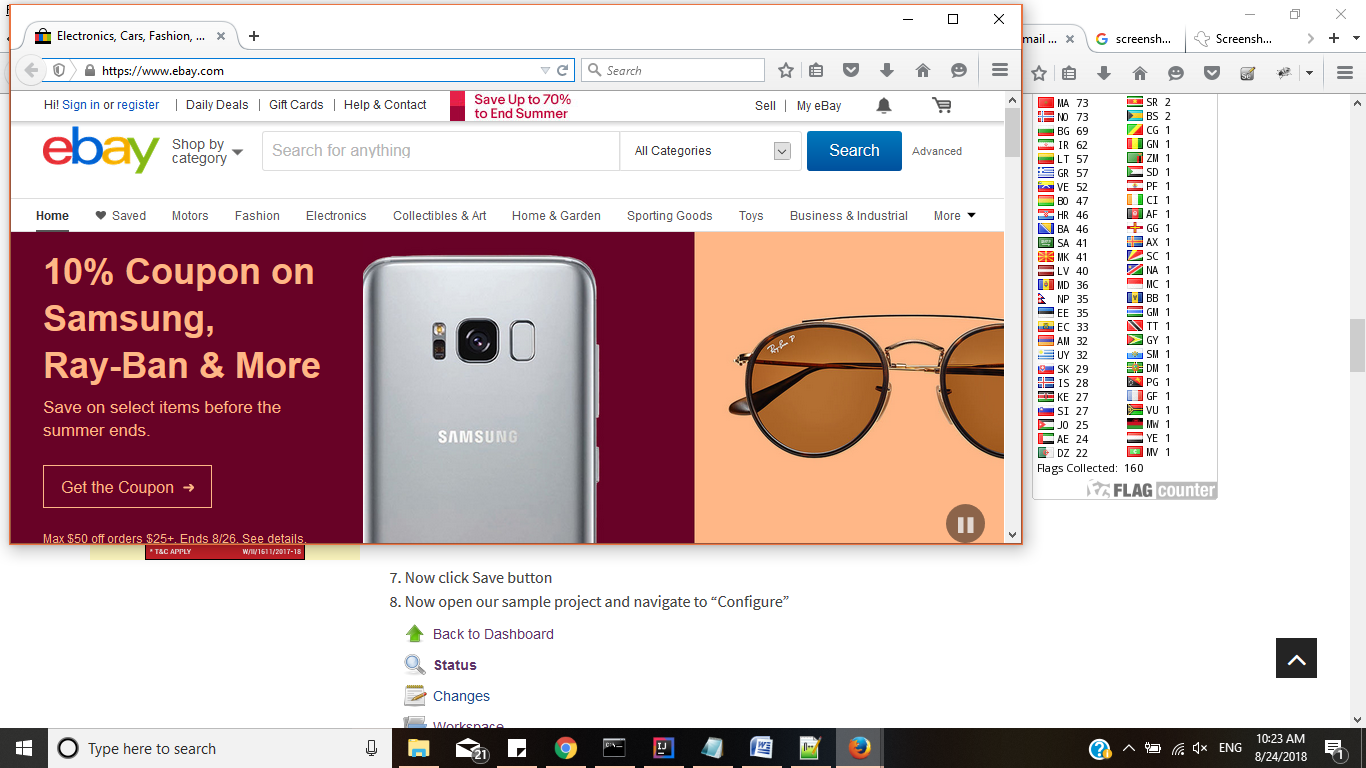 Electronics, Cars, Fashion, ...
https://www.ebay.com
Search
mail ...
screensh...
Screensh...
Hi! Sign in or register
Daily Deals
Gift Cards
Help & Contact
Save Up to 70%
to End Summer
Sell
My eBay
ebay
Shop by
category
Search for anything
All Categories
Search
Advanced
Home
Saved
Motors
Fashion
Electronics
Collectibles & Art
Home & Garden
Sporting Goods
Toys
Business & Industrial
More
10% Coupon on
Samsung,
Ray-Ban & More
Save on select items before the
summer ends.
Get the Coupon
Max $50 off orders $25+. Ends 8/26. See details.
SAMSUNG
Ray-Ban P
MA 73
NO 73
BG 69
IR 62
LT 57
GR 57
VE 52
BO 47
HR 46
BA 46
SA 41
MK 41
LV 40
MD 36
NP 35
EE 35
EC 33
AM 32
UY 32
SK 29
IS 28
KE 27
SI 27
JO 25
AE 24
DZ 22
SR 2
BS 2
CG 1
GN 1
ZM 1
SD 1
PF 1
CI 1
AF 1
GG 1
AX 1
SC 1
NA 1
MC 1
BB 1
GM 1
TT 1
GY 1
SM 1
DM 1
PG 1
GF 1
VU 1
MW 1
YE 1
MV 1
Flags Collected: 160
FLAG counter
* T&C APPLY
W/II/1611/2017-18
7. Now click Save button
8. Now open our sample project and navigate to “Configure”
Back to Dashboard
Status
Changes
Workspace
Type here to search
21
ENG
10:23 AM
8/24/2018
1